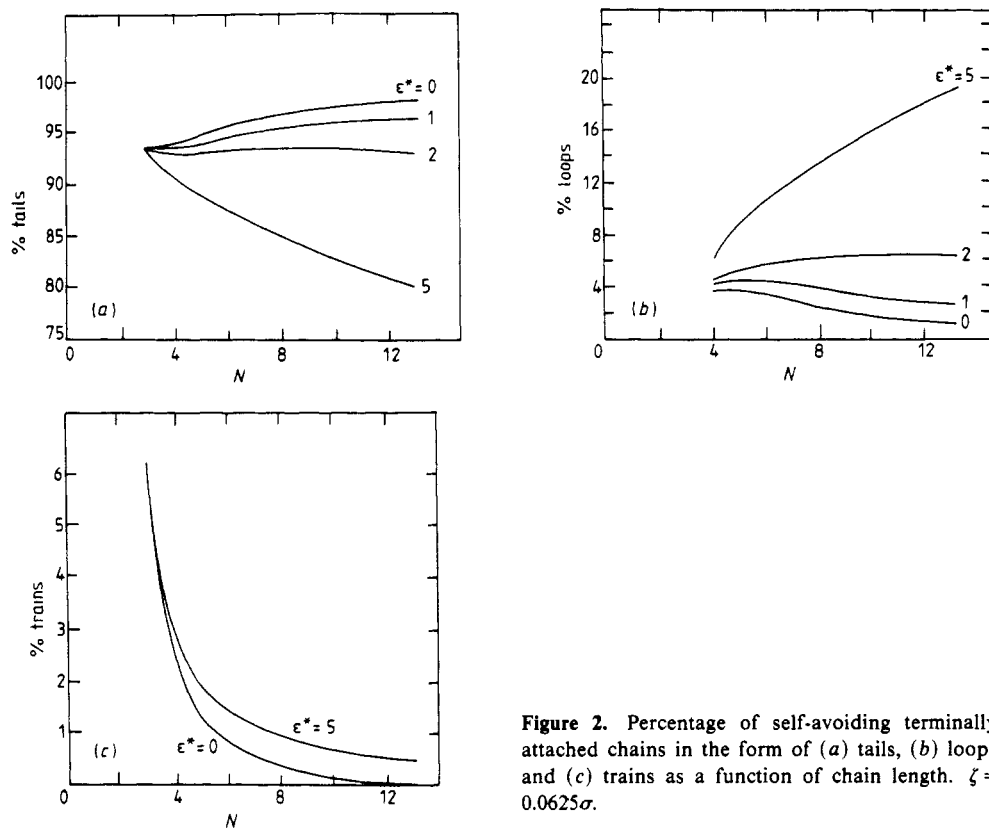 100
95
90
85
80
75
% tails
ε* = 0
1
2
5
(a)
0
4
8
12
N
20
16
12
8
4
% loops
ε* = 5
2
1
0
(b)
0
4
8
12
N
6
5
4
3
2
1
% trains
ε* = 5
ε* = 0
(c)
0
4
8
12
N
Figure 2. Percentage of self-avoiding terminally
attached chains in the form of (a) tails, (b) loop
and (c) trains as a function of chain length. ζ =
0.0625σ.